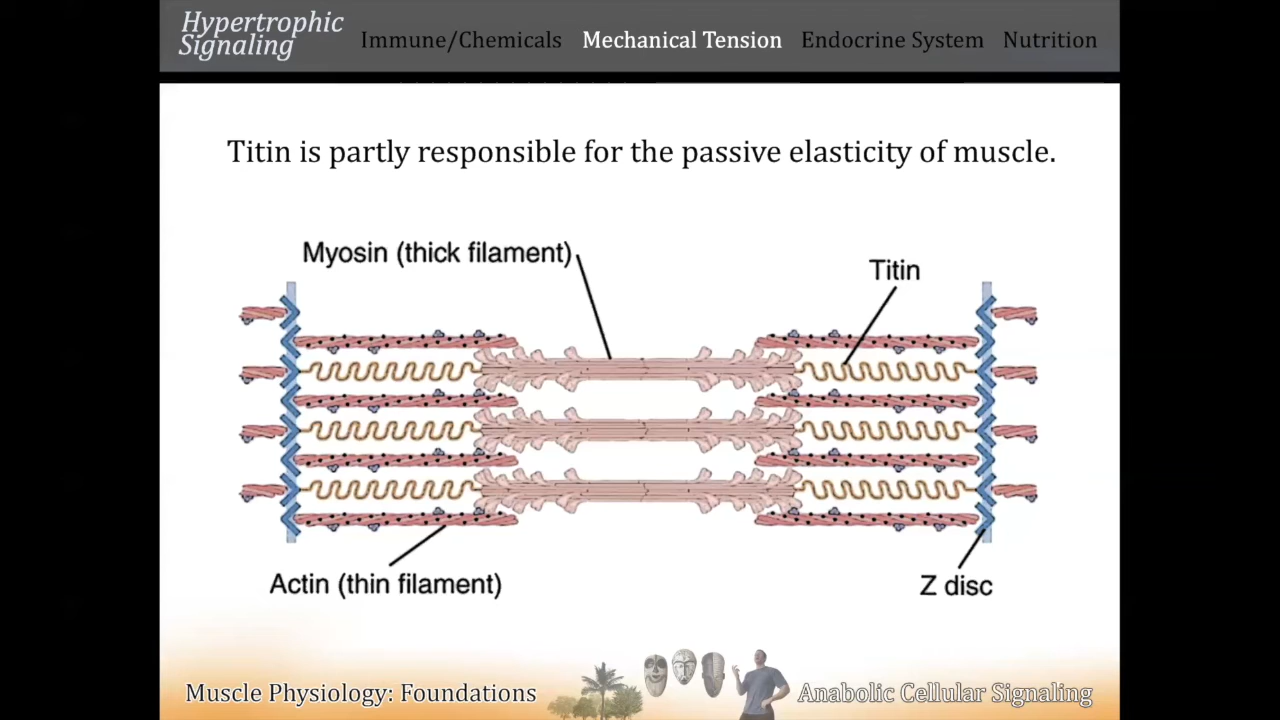 Hypertrophic
Signaling
Immune/Chemicals Mechanical Tension Endocrine System Nutrition
Titin is partly responsible for the passive elasticity of muscle.
Myosin (thick filament)
Titin
Actin (thin filament)
Z disc
Muscle Physiology: Foundations
Anabolic Cellular Signaling